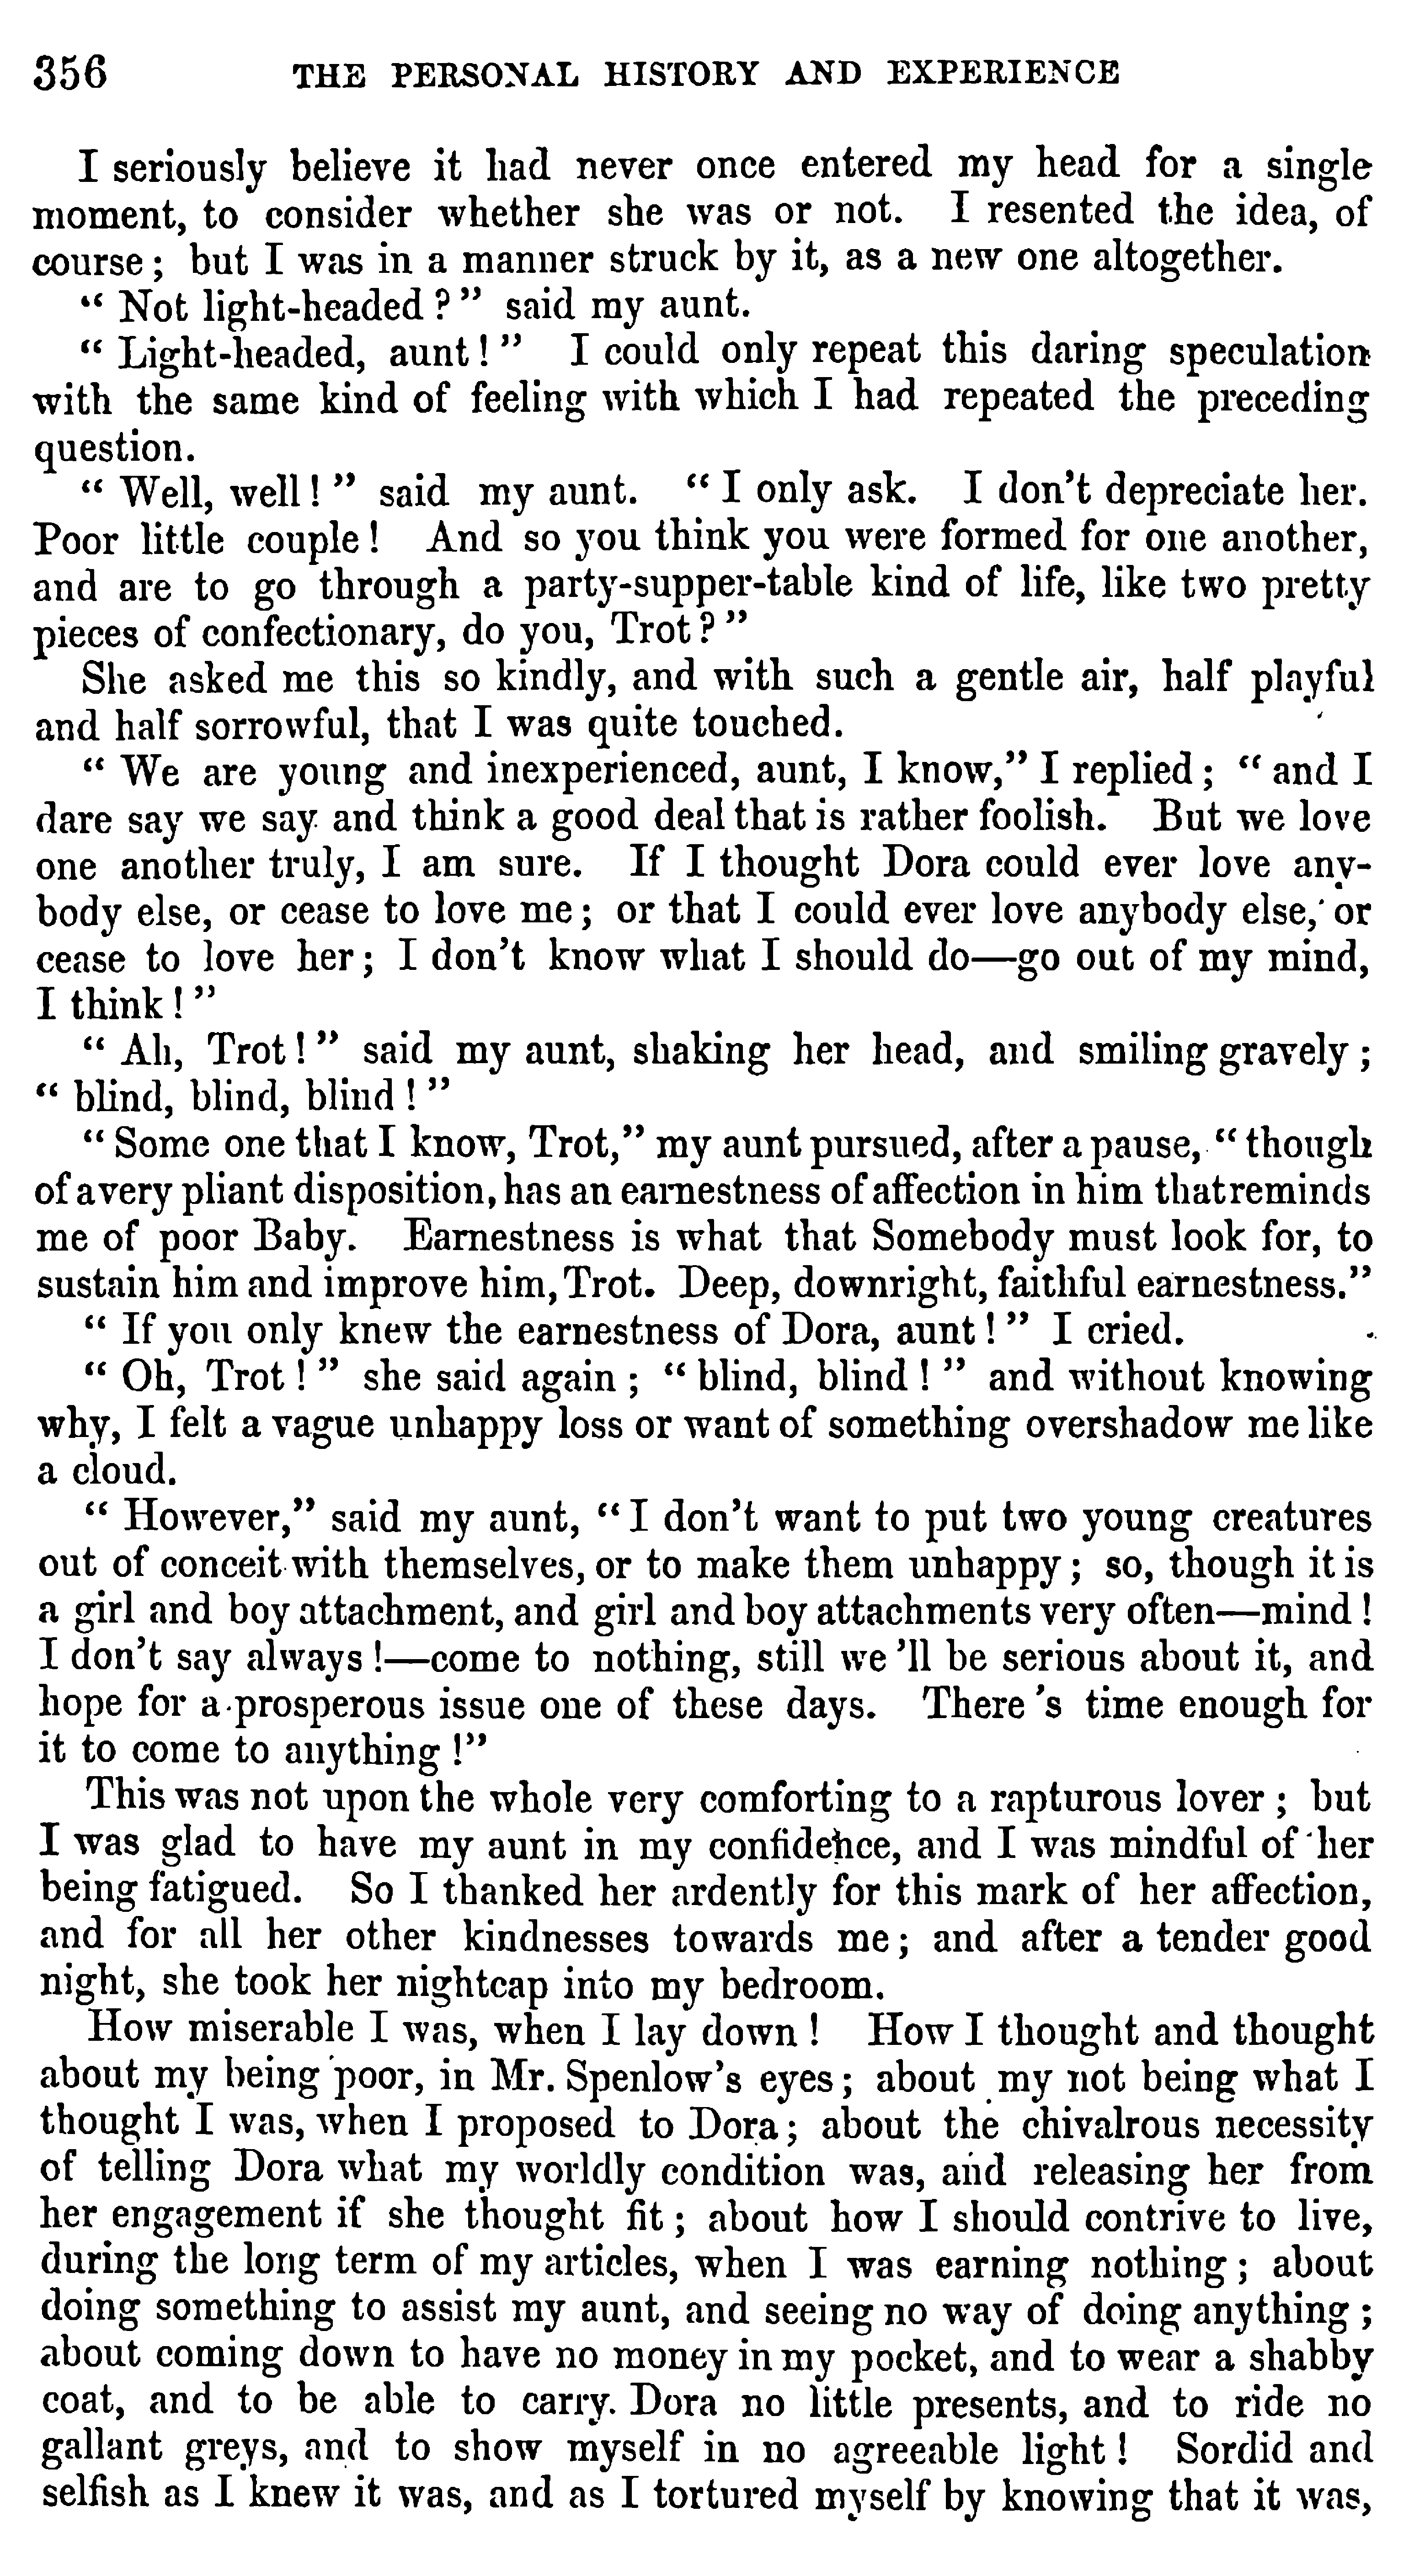 356 THE PERSONAL HISTORY AND EXPERIENCE
I seriously believe it had never once entered my head for a single
moment, to consider whether she was or not. I resented the idea, of
course; but I was in a manner struck by it, as a new one altogether.
"Not light-headed?" said my aunt.
"Light-headed, aunt!" I could only repeat this daring speculation
with the same kind of feeling with which I had repeated the preceding
question.
"Well, well!" said my aunt. "I only ask. I don't depreciate her.
Poor little couple! And so you think you were formed for one another,
and are to go through a party-supper-table kind of life, like two pretty
pieces of confectionary, do you, Trot?"
She asked me this so kindly, and with such a gentle air, half playful
and half sorrowful, that I was quite touched.
"We are young and inexperienced, aunt, I know," I replied; "and I
dare say we say and think a good deal that is rather foolish. But we love
one another truly, I am sure. If I thought Dora could ever love any-
body else, or cease to love me; or that I could ever love anybody else, or
cease to love her; I don't know what I should do—go out of my mind,
I think!"
"Ah, Trot!" said my aunt, shaking her head, and smiling gravely;
"blind, blind, blind!"
"Some one that I know, Trot," my aunt pursued, after a pause, "though
of a very pliant disposition, has an earnestness of affection in him that reminds
me of poor Baby. Earnestness is what that Somebody must look for, to
sustain him and improve him, Trot. Deep, downright, faithful earnestness."
"If you only knew the earnestness of Dora, aunt!" I cried.
"Oh, Trot!" she said again; "blind, blind!" and without knowing
why, I felt a vague unhappy loss or want of something overshadow me like
a cloud.
"However," said my aunt, "I don't want to put two young creatures
out of conceit with themselves, or to make them unhappy; so, though it is
a girl and boy attachment, and girl and boy attachments very often—mind!
I don't say always!—come to nothing, still we'll be serious about it, and
hope for a prosperous issue one of these days. There's time enough for
it to come to anything!"
This was not upon the whole very comforting to a rapturous lover; but
I was glad to have my aunt in my confidence, and I was mindful of her
being fatigued. So I thanked her ardently for this mark of her affection,
and for all her other kindnesses towards me; and after a tender good
night, she took her nightcap into my bedroom.
How miserable I was, when I lay down! How I thought and thought
about my being poor, in Mr. Spenlow's eyes; about my not being what I
thought I was, when I proposed to Dora; about the chivalrous necessity
of telling Dora what my worldly condition was, and releasing her from
her engagement if she thought fit; about how I should contrive to live,
during the long term of my articles, when I was earning nothing; about
doing something to assist my aunt, and seeing no way of doing anything;
about coming down to have no money in my pocket, and to wear a shabby
coat, and to be able to carry Dora no little presents, and to ride no
gallant greys, and to show myself in no agreeable light! Sordid and
selfish as I knew it was, and as I tortured myself by knowing that it was,